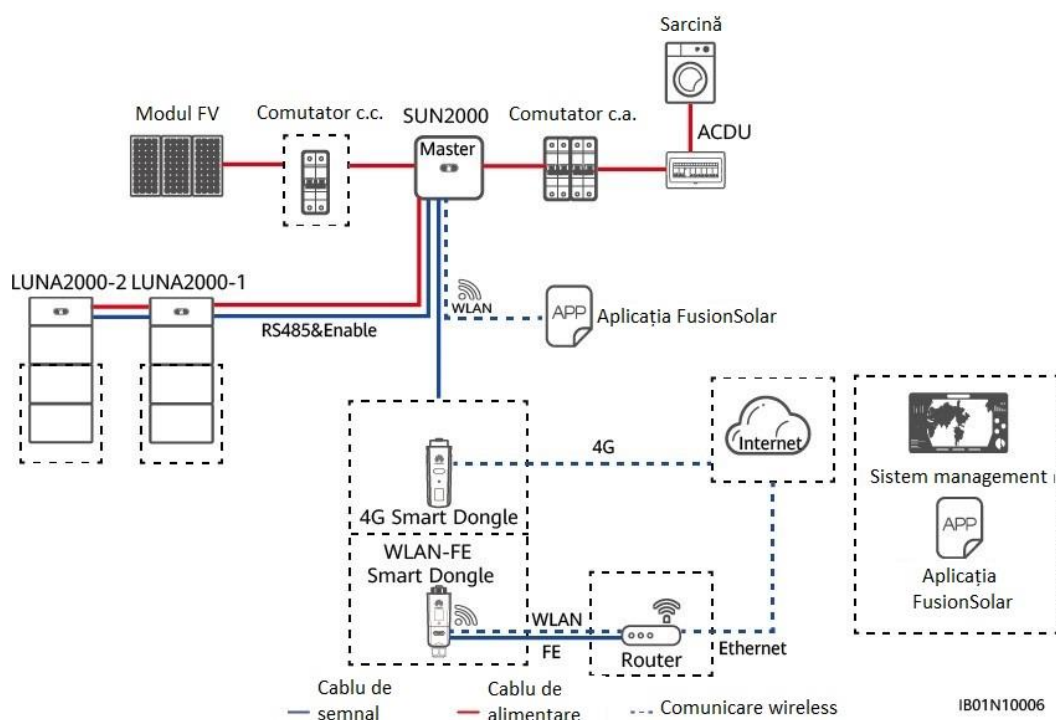 Sarcină
Modul FV
Comutator c.c.
SUN2000
Comutator c.a.
ACDU
Master
LUNA2000-2
LUNA2000-1
WLAN
APP
Aplicația FusionSolar
RS485&Enable
Internet
4G
Sistem management
4G Smart Dongle
APP
WLAN-FE
Smart Dongle
Aplicația
FusionSolar
WLAN
FE
Router
Ethernet
Cablu de
semnal
Cablu de
alimentare
Comunicare wireless
IB01N10006